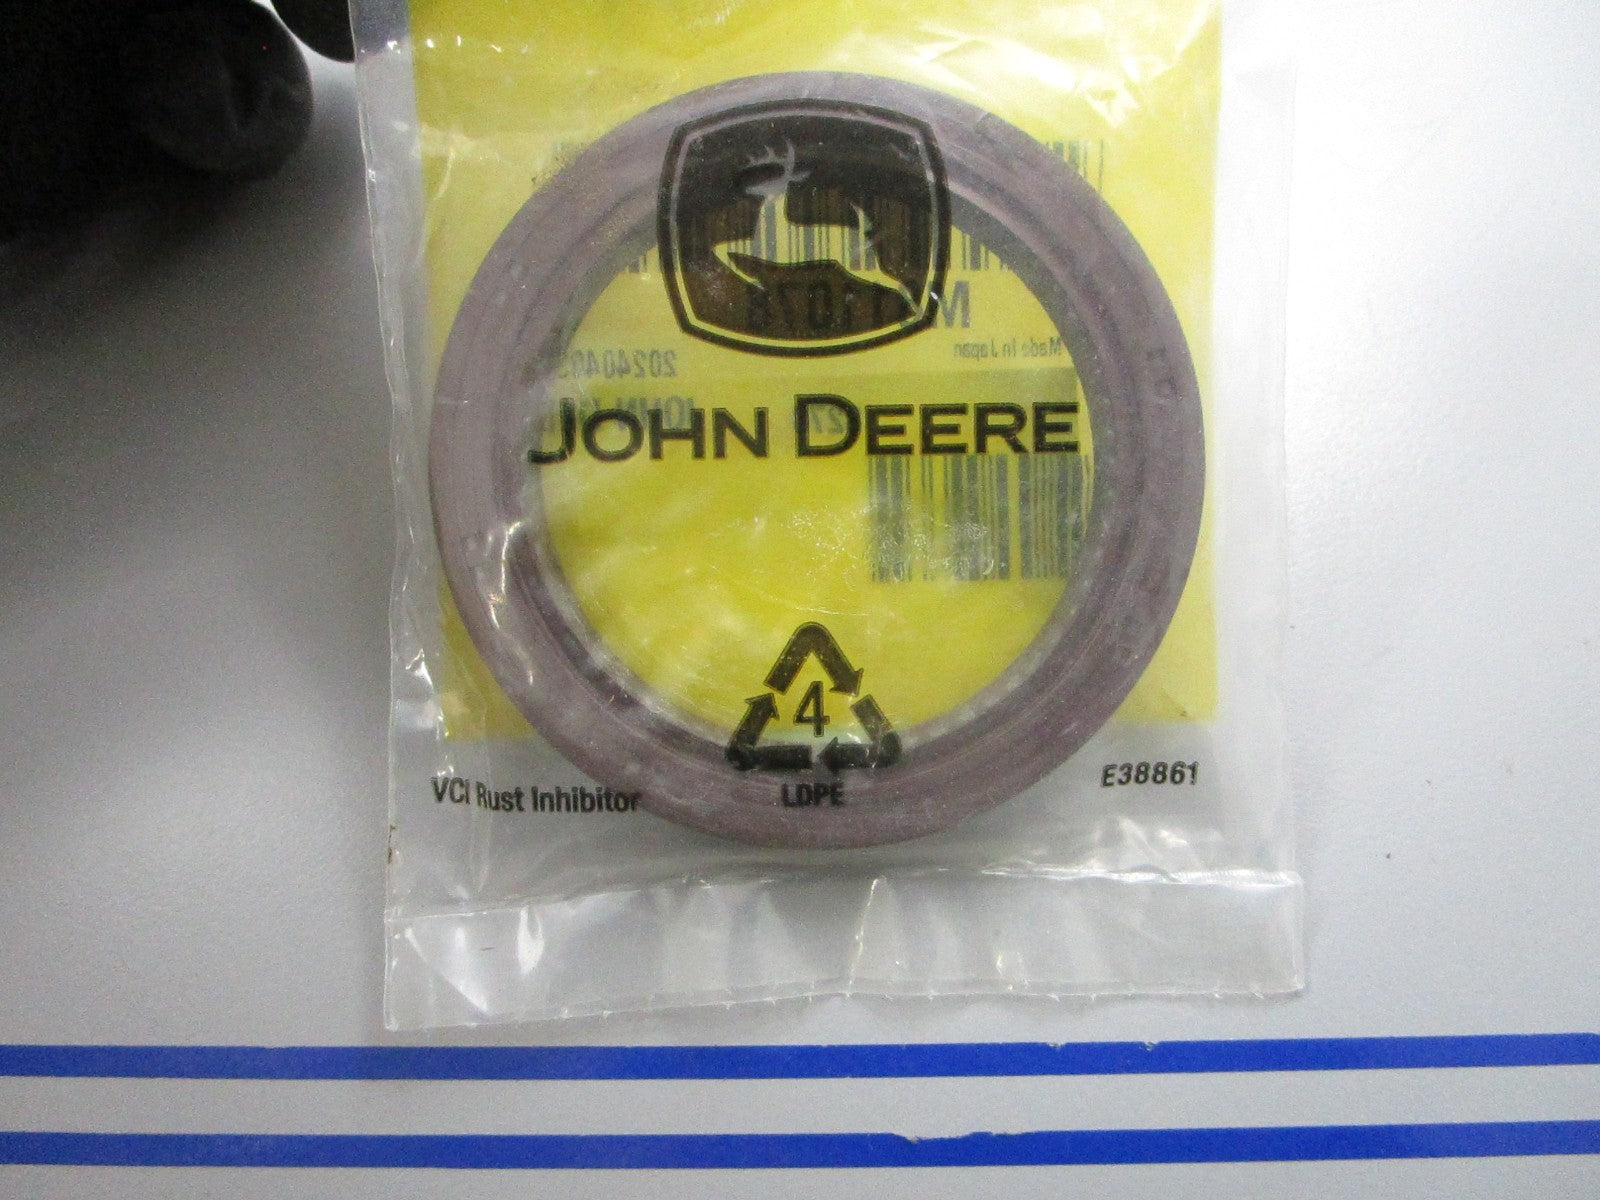 Made in Japan
JOHN DEERE
4
VCI Rust Inhibitor
LDPE
E38861